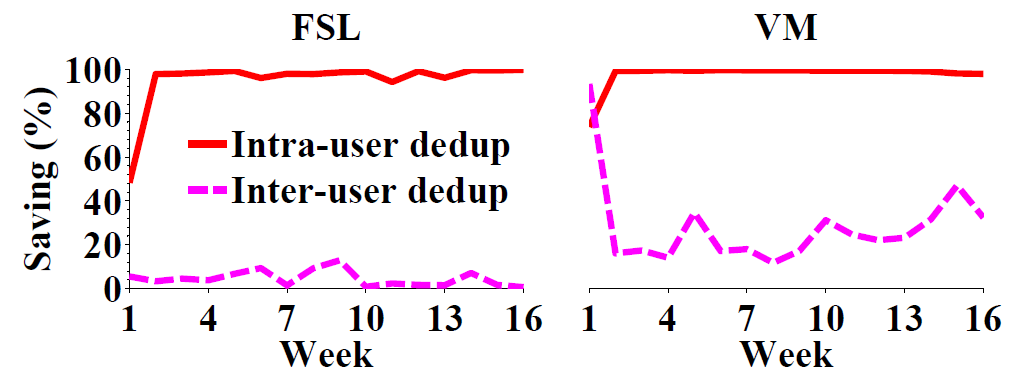 FSL
VM
Saving (%)
100
80
60
40
20
0
Intra-user dedup
Inter-user dedup
1 4 7 10 13 16
Week
1 4 7 10 13 16
Week